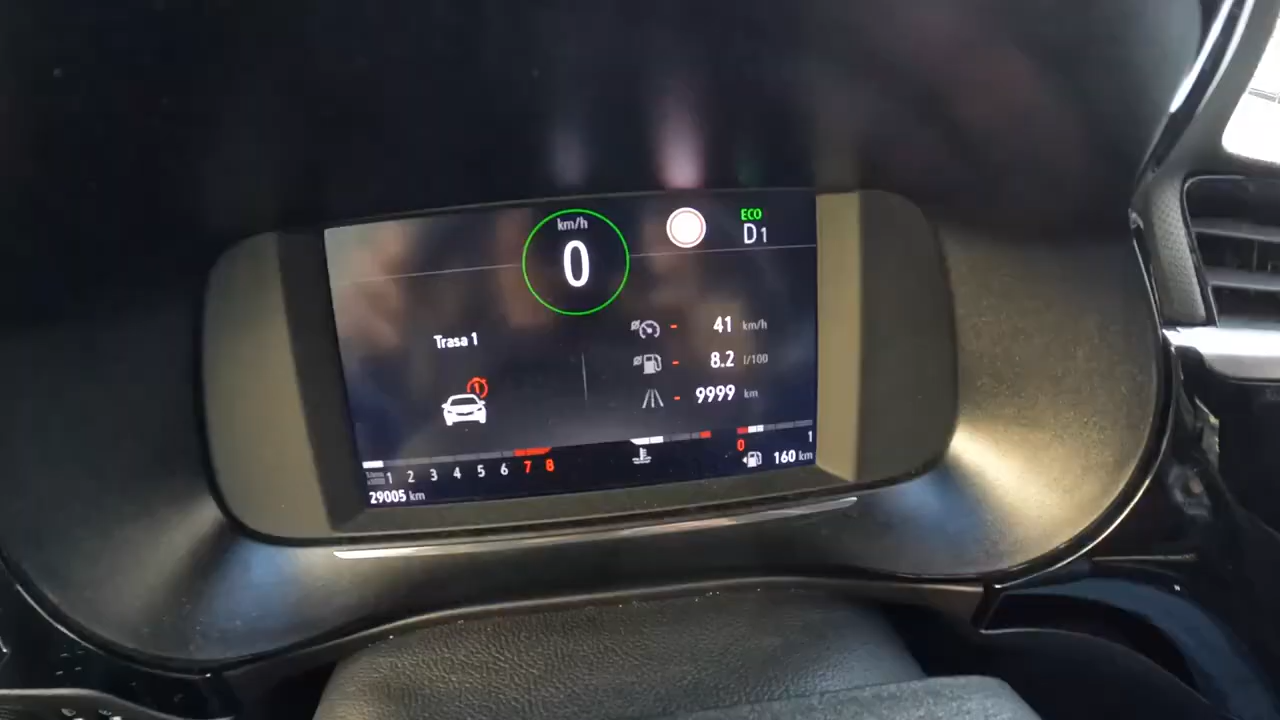 km/h
0
ECO
D1
Trasa 1
1
- 41 km/h
- 8.2 l/100
- 9999 km
1 2 3 4 5 6 7 8
0 1
160 km
29005 km